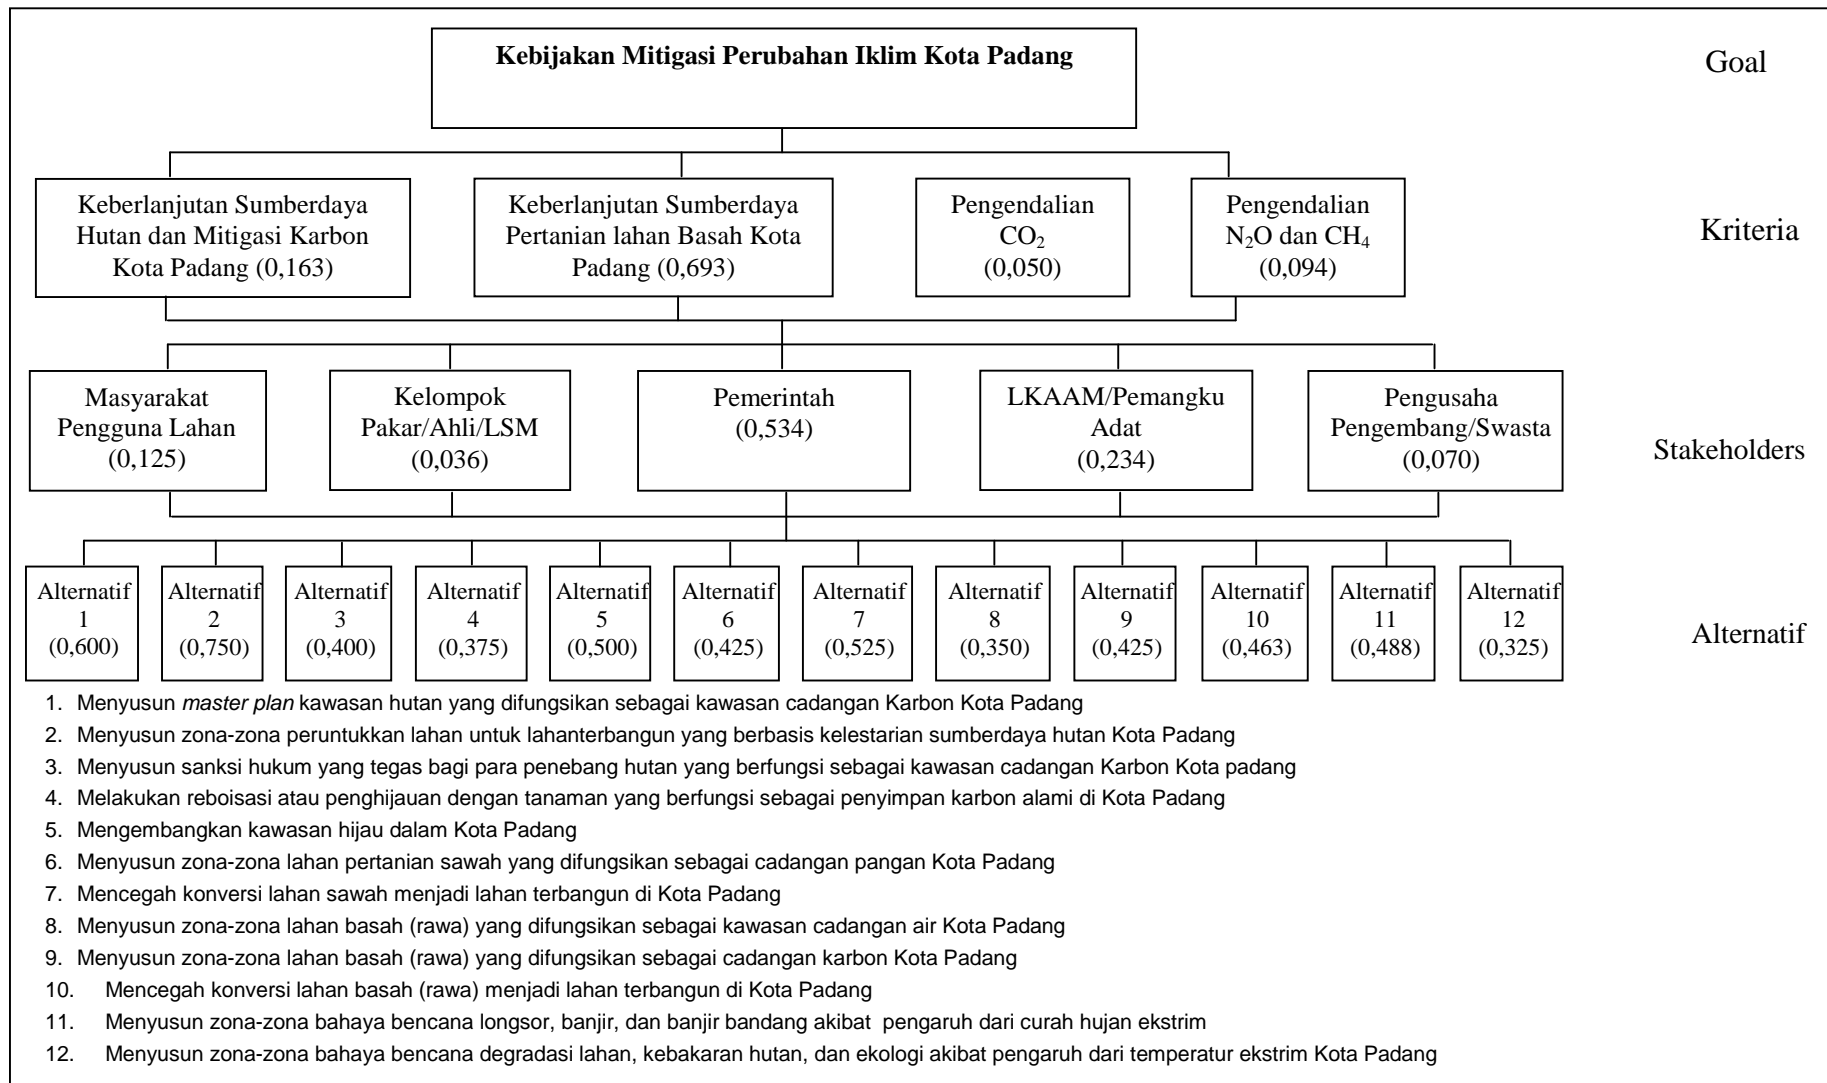 Kebijakan Mitigasi Perubahan Iklim Kota Padang
Goal
Keberlanjutan Sumberdaya
Hutan dan Mitigasi Karbon
Kota Padang (0,163)
Keberlanjutan Sumberdaya
Pertanian lahan Basah Kota
Padang (0,693)
Pengendalian
CO₂
(0,050)
Pengendalian
N₂O dan CH₄
(0,094)
Kriteria
Masyarakat
Pengguna Lahan
(0,125)
Kelompok
Pakar/Ahli/LSM
(0,036)
Pemerintah
(0,534)
LKAAM/Pemangku
Adat
(0,234)
Pengusaha
Pengembang/Swasta
(0,070)
Stakeholders
Alternatif
1
(0,600)
Alternatif
2
(0,750)
Alternatif
3
(0,400)
Alternatif
4
(0,375)
Alternatif
5
(0,500)
Alternatif
6
(0,425)
Alternatif
7
(0,525)
Alternatif
8
(0,350)
Alternatif
9
(0,425)
Alternatif
10
(0,463)
Alternatif
11
(0,488)
Alternatif
12
(0,325)
Alternatif
1. Menyusun master plan kawasan hutan yang difungsikan sebagai kawasan cadangan Karbon Kota Padang
2. Menyusun zona-zona peruntukkan lahan untuk lahanterbangun yang berbasis kelestarian sumberdaya hutan Kota Padang
3. Menyusun sanksi hukum yang tegas bagi para penebang hutan yang berfungsi sebagai kawasan cadangan Karbon Kota padang
4. Melakukan reboisasi atau penghijauan dengan tanaman yang berfungsi sebagai penyimpan karbon alami di Kota Padang
5. Mengembangkan kawasan hijau dalam Kota Padang
6. Menyusun zona-zona lahan pertanian sawah yang difungsikan sebagai cadangan pangan Kota Padang
7. Mencegah konversi lahan sawah menjadi lahan terbangun di Kota Padang
8. Menyusun zona-zona lahan basah (rawa) yang difungsikan sebagai kawasan cadangan air Kota Padang
9. Menyusun zona-zona lahan basah (rawa) yang difungsikan sebagai cadangan karbon Kota Padang
10. Mencegah konversi lahan basah (rawa) menjadi lahan terbangun di Kota Padang
11. Menyusun zona-zona bahaya bencana longsor, banjir, dan banjir bandang akibat pengaruh dari curah hujan ekstrim
12. Menyusun zona-zona bahaya bencana degradasi lahan, kebakaran hutan, dan ekologi akibat pengaruh dari temperatur ekstrim Kota Padang